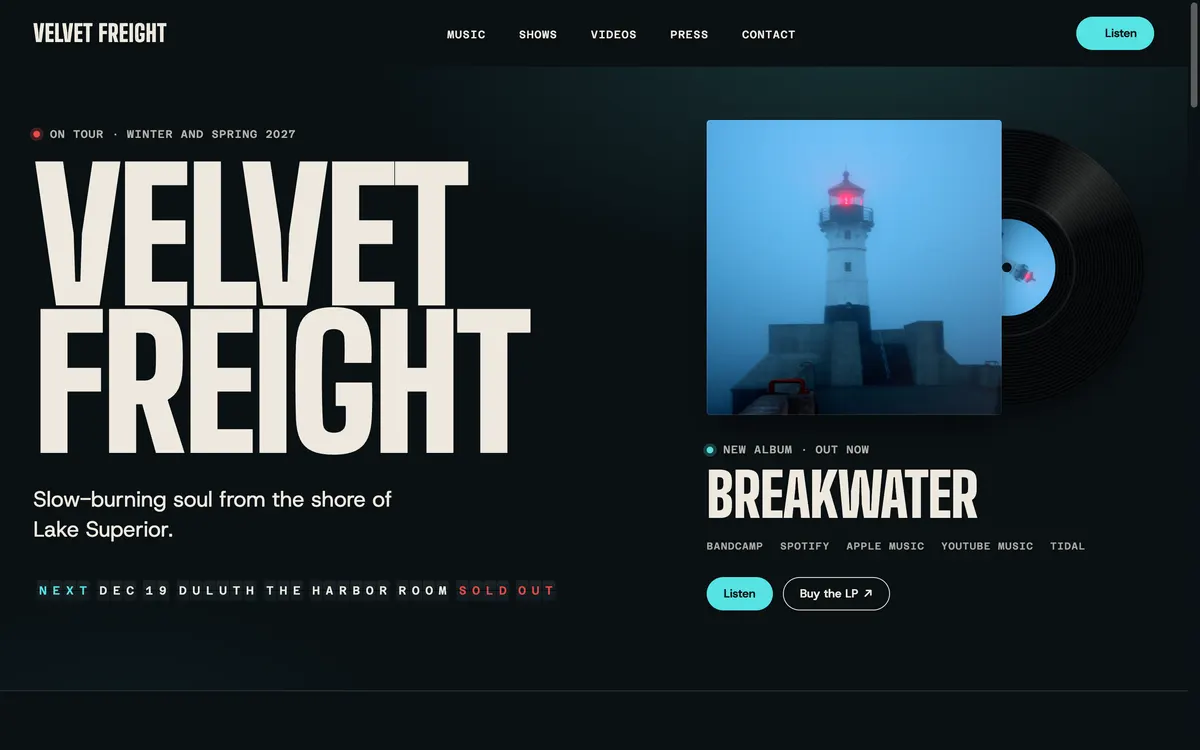 VELVET FREIGHT
MUSIC SHOWS VIDEOS PRESS CONTACT
Listen
ON TOUR · WINTER AND SPRING 2027
VELVET
FREIGHT
Slow-burning soul from the shore of
Lake Superior.
NEXT DEC 19 DULUTH THE HARBOR ROOM SOLD OUT
NEW ALBUM · OUT NOW
BREAKWATER
BANDCAMP SPOTIFY APPLE MUSIC YOUTUBE MUSIC TIDAL
Listen
Buy the LP ↗